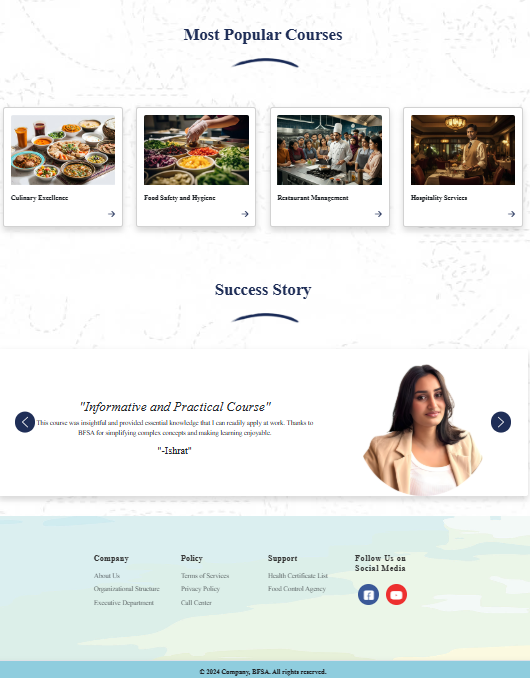 Most Popular Courses
Culinary Excellence
Food Safety and Hygiene
Restaurant Management
Hospitality Services
Success Story
"Informative and Practical Course"
This course was insightful and provided essential knowledge that I can readily apply at work. Thanks to
BFSA for simplifying complex concepts and making learning enjoyable.
"-Ishrat"
Company
About Us
Organizational Structure
Executive Department
Policy
Terms of Services
Privacy Policy
Call Center
Support
Health Certificate List
Food Control Agency
Follow Us on
Social Media
© 2024 Company, BFSA. All rights reserved.